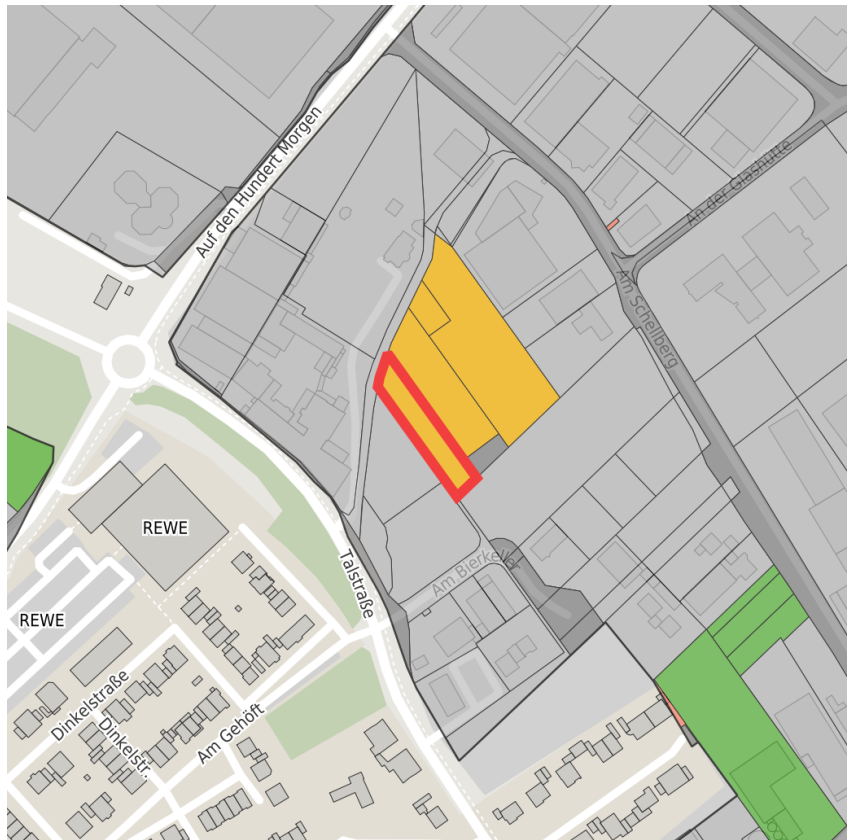 Auf den Hundert Morgen
An der Glashütte
Am Schellberg
REWE
Talstraße
Am Bierkeller
REWE
Dinkelstraße
Dinkelstr.
Am Gehöft